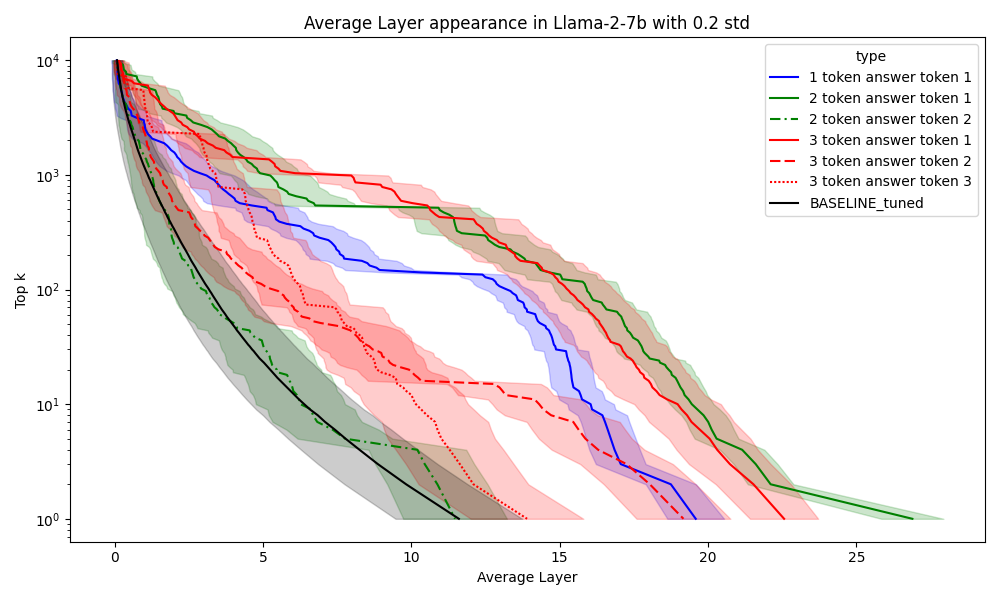 Average Layer appearance in Llama-2-7b with 0.2 std
Top k
10^4
10^3
10^2
10^1
10^0
0
5
10
15
20
25
Average Layer
type
1 token answer token 1
2 token answer token 1
2 token answer token 2
3 token answer token 1
3 token answer token 2
3 token answer token 3
BASELINE_tuned